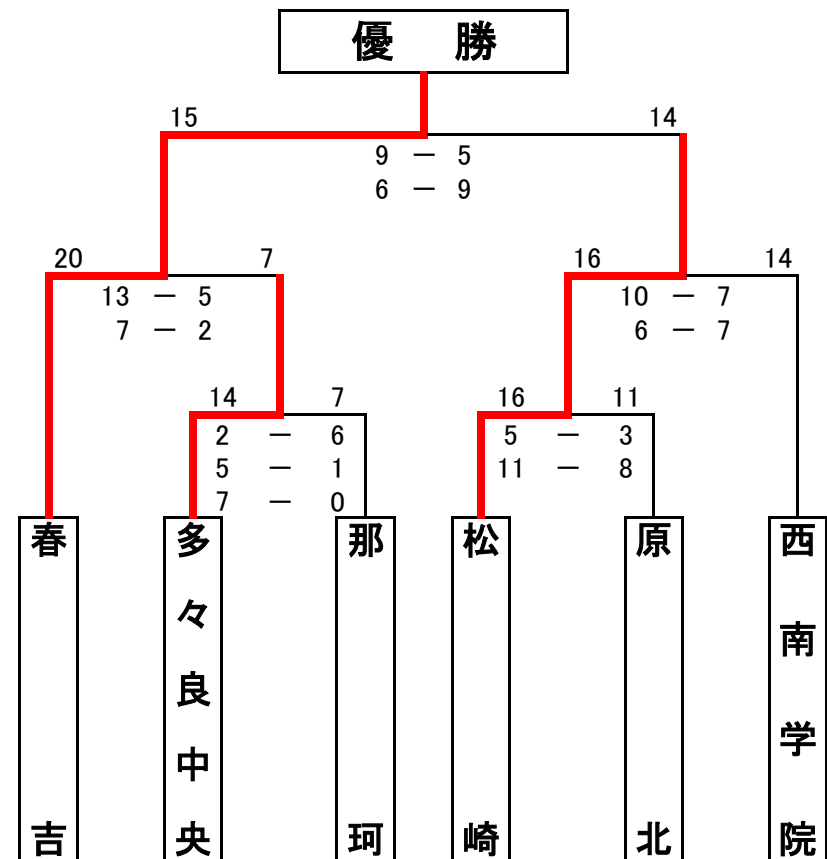 優　勝
15 14
9 － 5
6 － 9
20 7 16 14
13 － 5 10 － 7
7 － 2 6 － 7
14 7 16 11
2 － 6 5 － 3
5 － 1 11 － 8
7 － 0
春吉
多々良中央
那珂
松崎
原北
西南学院